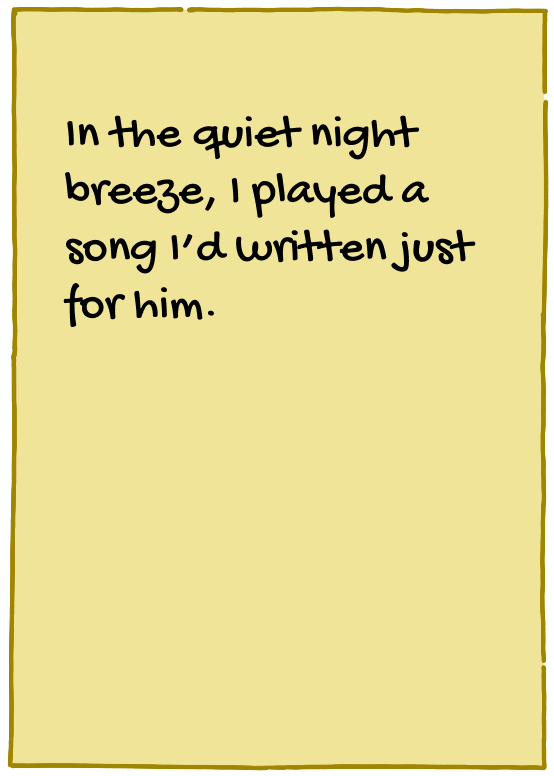 In the quiet night
breeze, I played a
song I’d written just
for him.